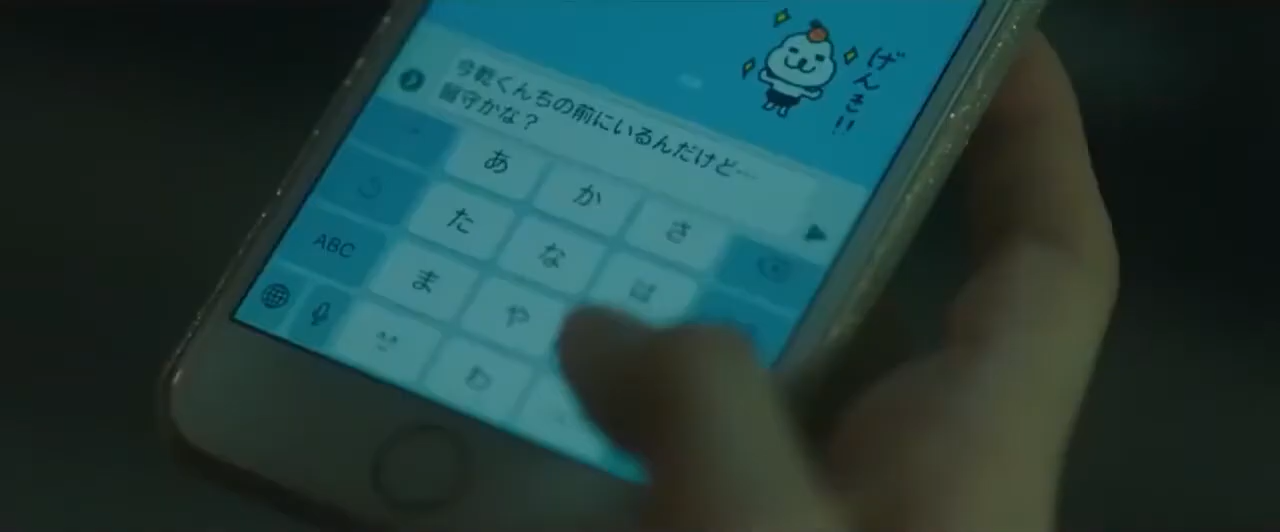 げんき!!
今乾くんちの前にいるんだけど…
留守かな?
あ
か
さ
た
な
は
ABC
ま
や
わ